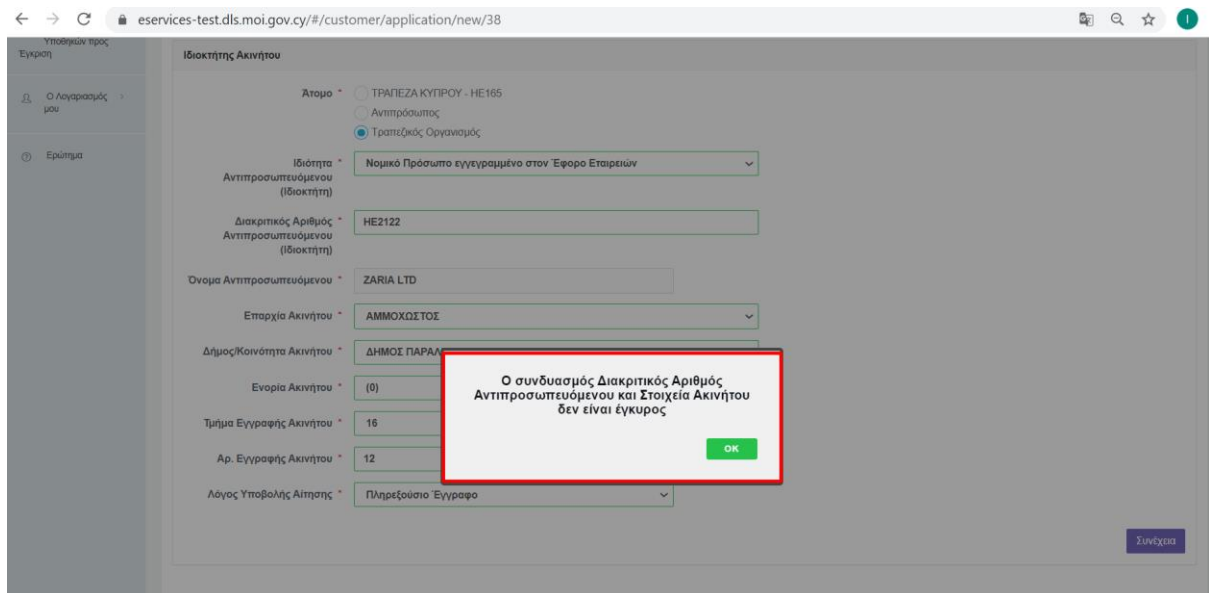 eservices-test.dls.moi.gov.cy/#/customer/application/new/38
I
Υποθηκών προς
Έγκριση
Ο Λογαριασμός
μου
Ερώτημα
Ιδιοκτήτης Ακινήτου
Άτομο *
ΤΡΑΠΕΖΑ ΚΥΠΡΟΥ - HE165
Αντιπρόσωπος
Τραπεζικός Οργανισμός
Ιδιότητα *
Αντιπροσωπευόμενου
(Ιδιοκτήτη)
Νομικό Πρόσωπο εγγεγραμμένο στον Έφορο Εταιρειών
Διακριτικός Αριθμός *
Αντιπροσωπευόμενου
(Ιδιοκτήτη)
HE2122
Όνομα Αντιπροσωπευόμενου * ZARIA LTD
Επαρχία Ακινήτου * ΑΜΜΟΧΩΣΤΟΣ
Δήμος/Κοινότητα Ακινήτου * ΔΗΜΟΣ ΠΑΡΑΛ
Ενορία Ακινήτου * (0)
Τμήμα Εγγραφής Ακινήτου * 16
Αρ. Εγγραφής Ακινήτου * 12
Λόγος Υποβολής Αίτησης * Πληρεξούσιο Έγγραφο
Ο συνδυασμός Διακριτικός Αριθμός
Αντιπροσωπευόμενου και Στοιχεία Ακινήτου
δεν είναι έγκυρος
OK
Συνέχεια